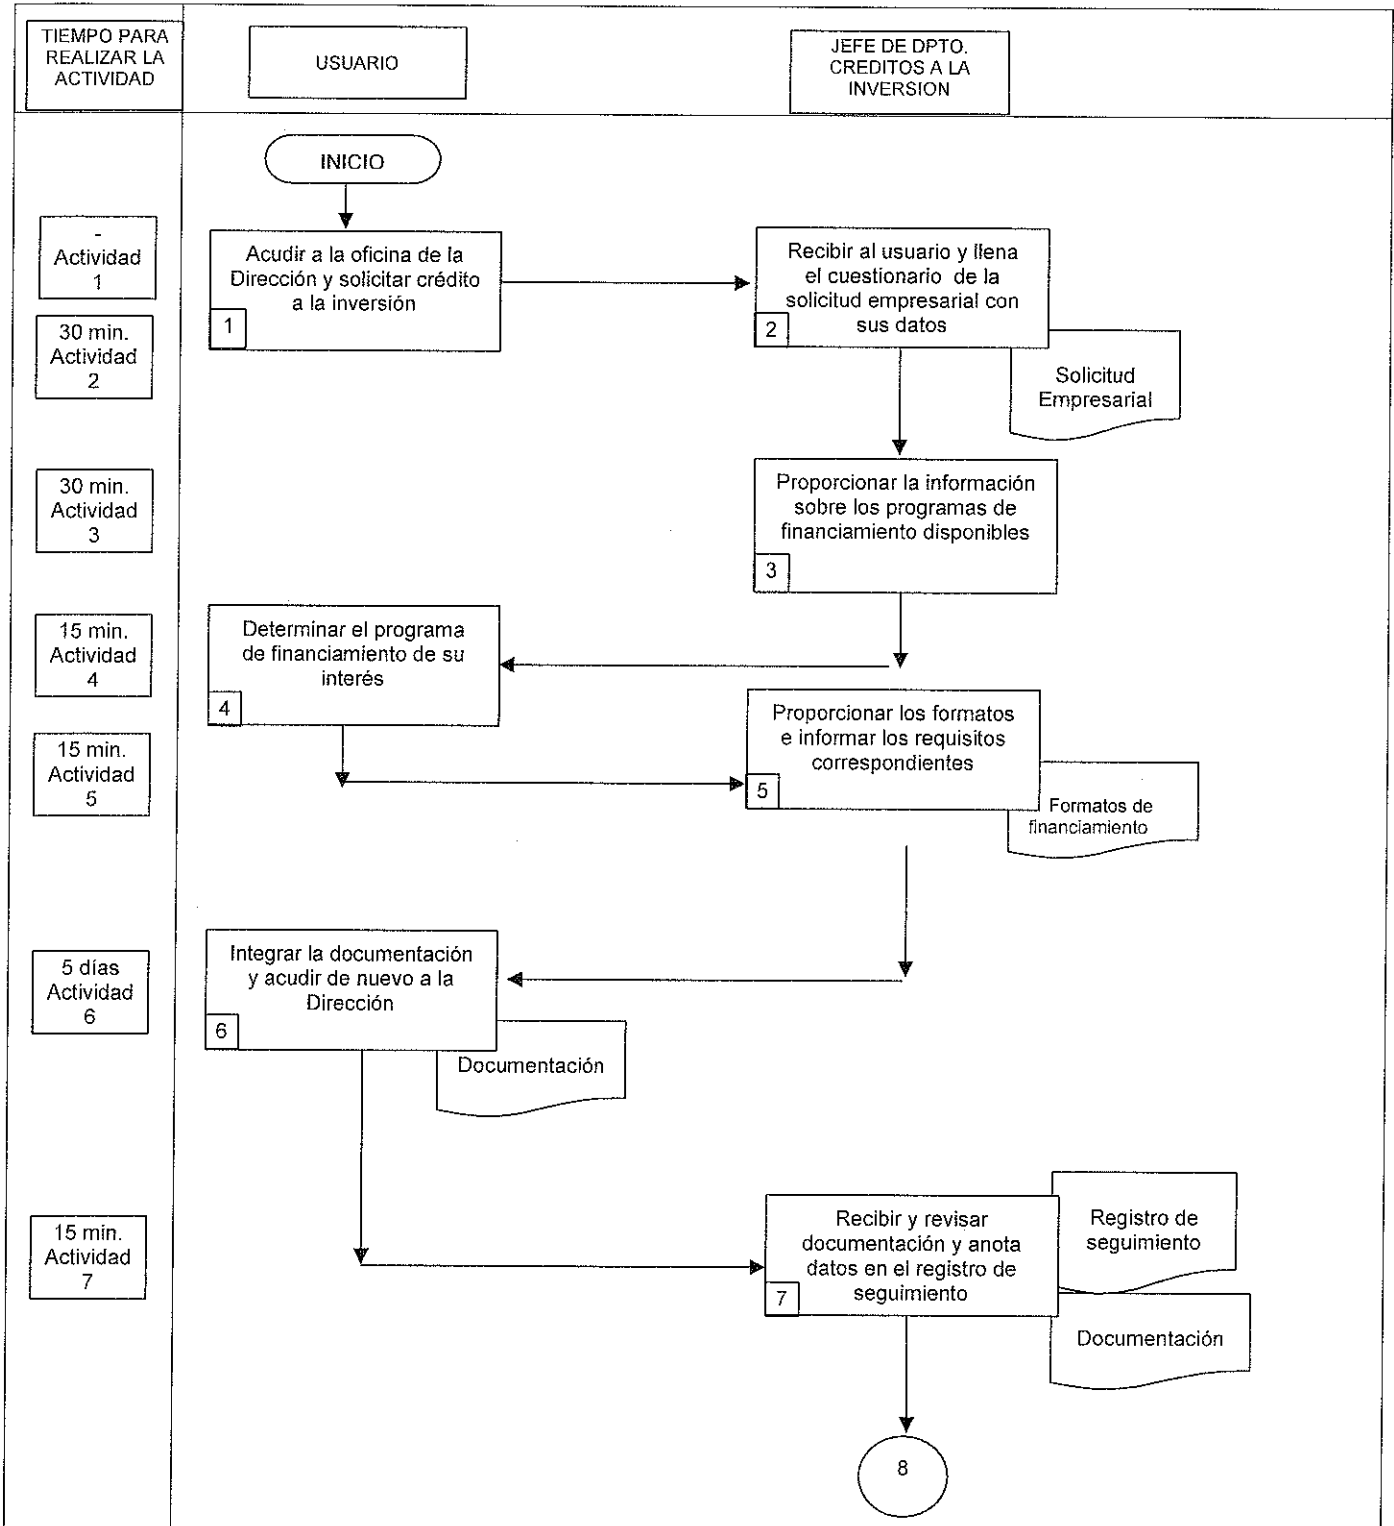 TIEMPO PARA
REALIZAR LA
ACTIVIDAD
USUARIO
JEFE DE DPTO.
CREDITOS A LA
INVERSION
INICIO
-
Actividad
1
Acudir a la oficina de la
Dirección y solicitar crédito
a la inversión
1
Recibir al usuario y llena
el cuestionario de la
solicitud empresarial con
sus datos
2
30 min.
Actividad
2
Solicitud
Empresarial
30 min.
Actividad
3
Proporcionar la información
sobre los programas de
financiamiento disponibles
3
15 min.
Actividad
4
Determinar el programa
de financiamiento de su
interés
4
15 min.
Actividad
5
Proporcionar los formatos
e informar los requisitos
correspondientes
5
Formatos de
financiamiento
5 días
Actividad
6
Integrar la documentación
y acudir de nuevo a la
Dirección
6
Documentación
15 min.
Actividad
7
Recibir y revisar
documentación y anota
datos en el registro de
seguimiento
7
Registro de
seguimiento
Documentación
8